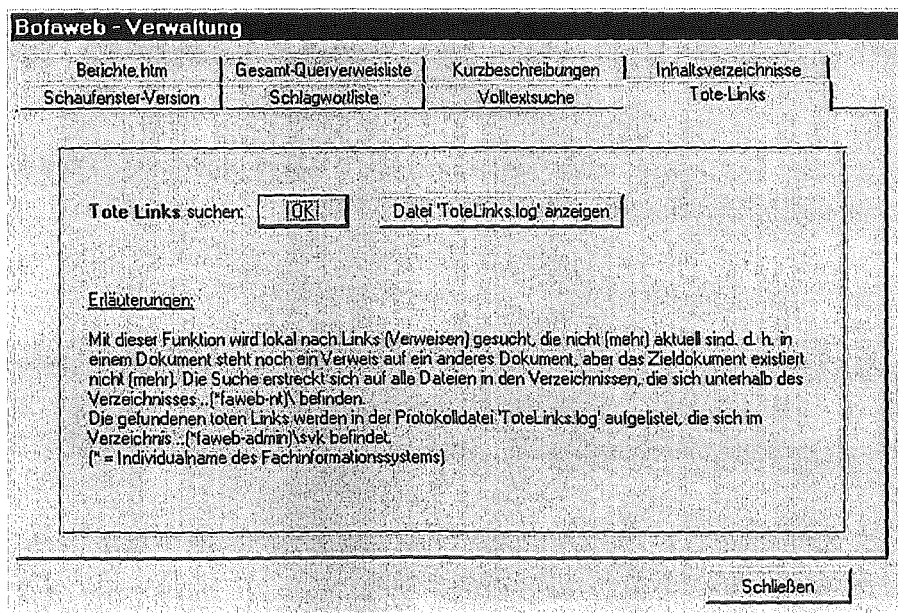 Bofaweb - Verwaltung
Berichte.htm Gesamt-Querverweisliste Kurzbeschreibungen Inhaltsverzeichnisse
Schaufenster-Version Schlagwortliste Volltextsuche Tote-Links
Tote Links suchen: OK Datei 'ToteLinks.log' anzeigen
Erläuterungen:
Mit dieser Funktion wird lokal nach Links (Verweisen) gesucht, die nicht (mehr) aktuell sind. d. h. in
einem Dokument steht noch ein Verweis auf ein anderes Dokument, aber das Zieldokument existiert
nicht (mehr). Die Suche erstreckt sich auf alle Dateien in den Verzeichnissen, die sich unterhalb des
Verzeichnisses ..(*faweb-nt)\ befinden.
Die gefundenen toten Links werden in der Protokolldatei 'ToteLinks.log' aufgelistet, die sich im
Verzeichnis ..(*faweb-admin)\svk befindet.
(* = Individualname des Fachinformationssystems)
Schließen